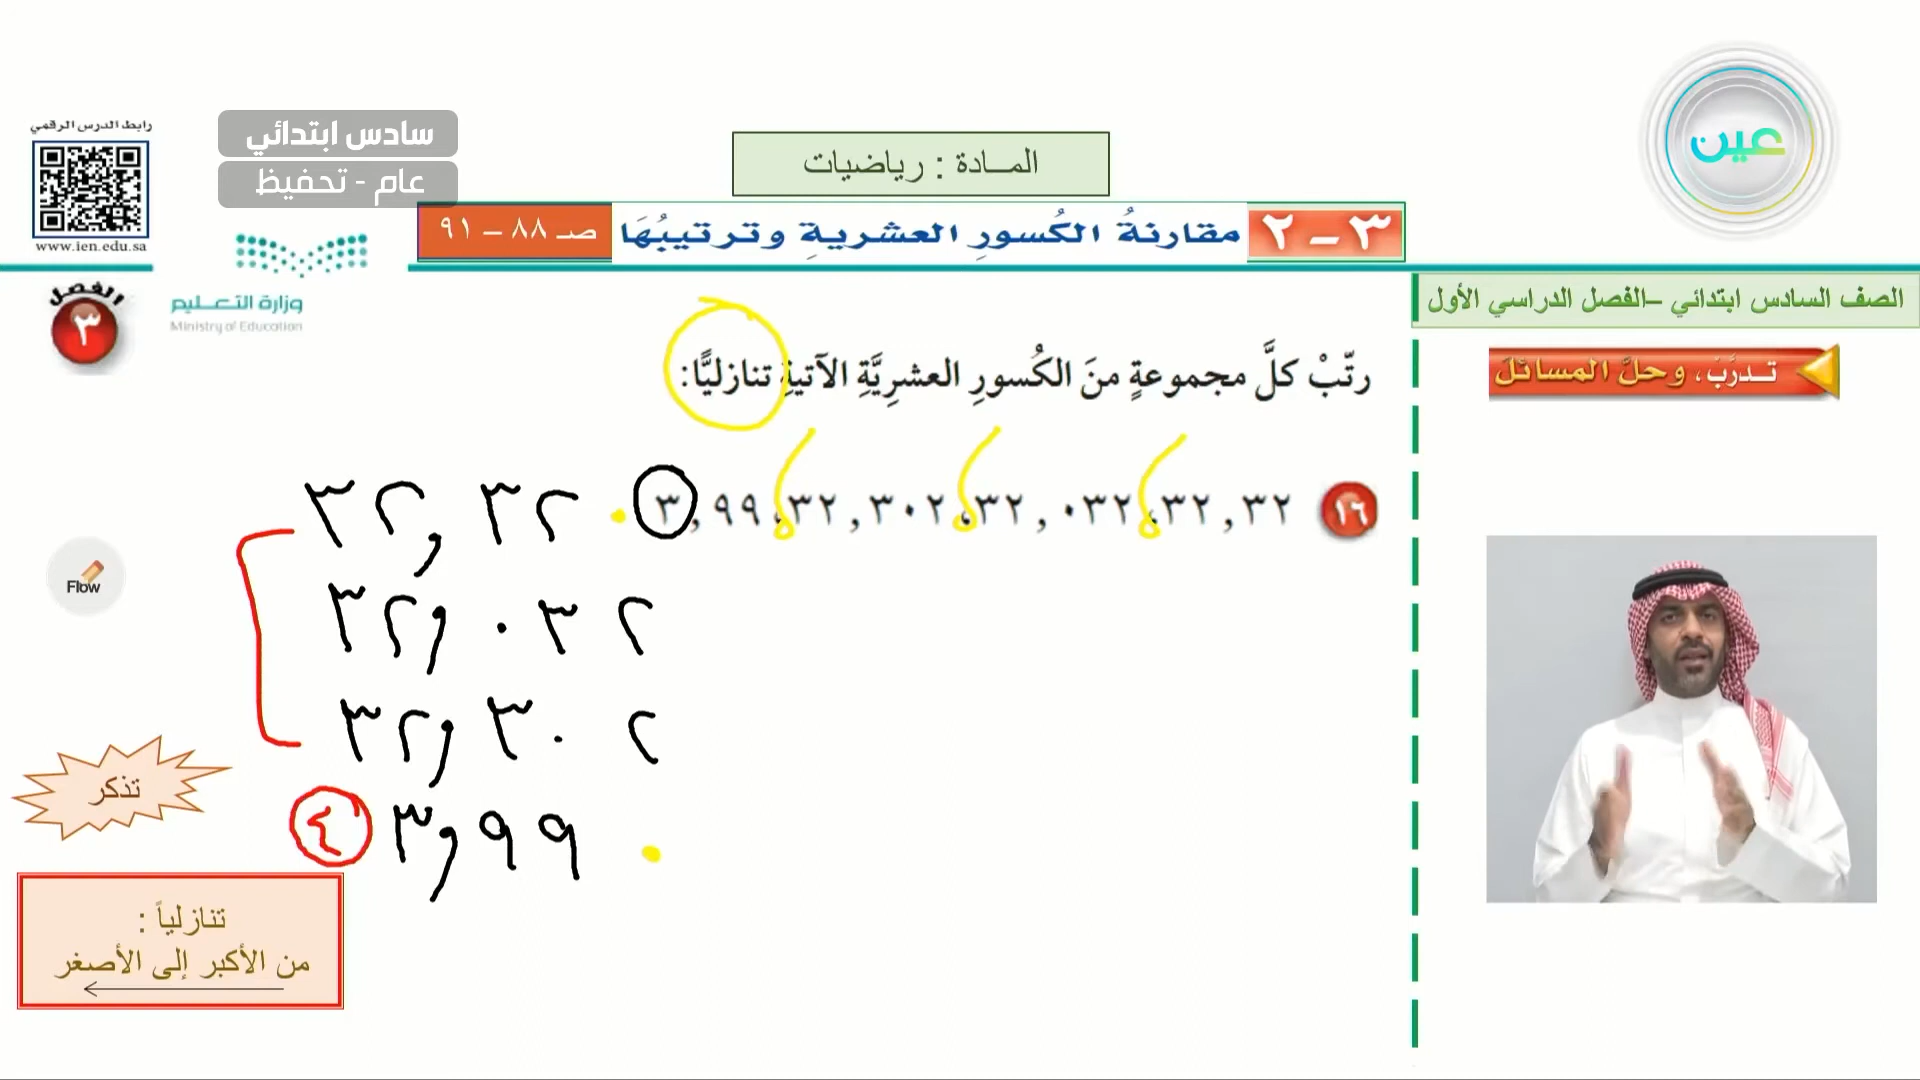 عين
رابط الدرس الرقمي
www.ien.edu.sa
سادس ابتدائي
عام - تحفيظ
المـادة : رياضيات
٣ - ٢ مقارنةُ الكُسورِ العشريةِ وترتيبُهَا صـ ٨٨ – ٩١
وزارة التعليم
Ministry of Education
الفصل
٣
الصف السادس ابتدائي –الفصل الدراسي الأول
تـدرَّبْ، وحلَّ المسائلَ
رتّبْ كلَّ مجموعةٍ منَ الكُسورِ العشريَّةِ الآتيةِ تنازليًّا:
١٦ ٣٢,٣٢ ، ٣٢,٠٣٢ ، ٣٢,٣٠٢ ، ٣,٩٩
٣٢,٣٢
٣٢,٠٣٢
٣٢,٣٠٢
٤ ٣,٩٩
Flow
تذكر
تنازلياً :
من الأكبر إلى الأصغر